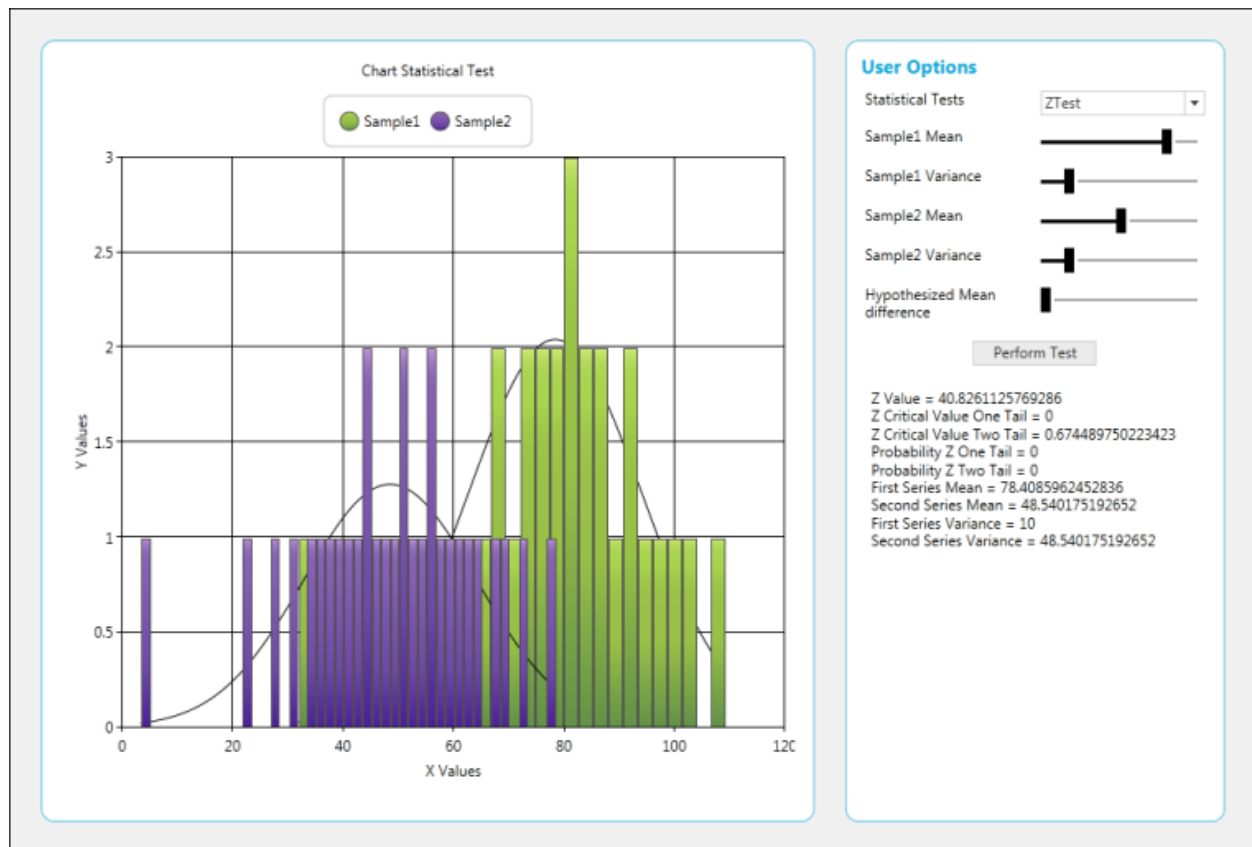 Chart Statistical Test
Sample1 Sample2
3
2.5
2
1.5
1
0.5
0
Y Values
0 20 40 60 80 100 120
X Values
User Options
Statistical Tests
ZTest
Sample1 Mean
Sample1 Variance
Sample2 Mean
Sample2 Variance
Hypothesized Mean
difference
Perform Test
Z Value = 40.8261125769286
Z Critical Value One Tail = 0
Z Critical Value Two Tail = 0.674489750223423
Probability Z One Tail = 0
Probability Z Two Tail = 0
First Series Mean = 78.4085962452836
Second Series Mean = 48.540175192652
First Series Variance = 10
Second Series Variance = 48.540175192652